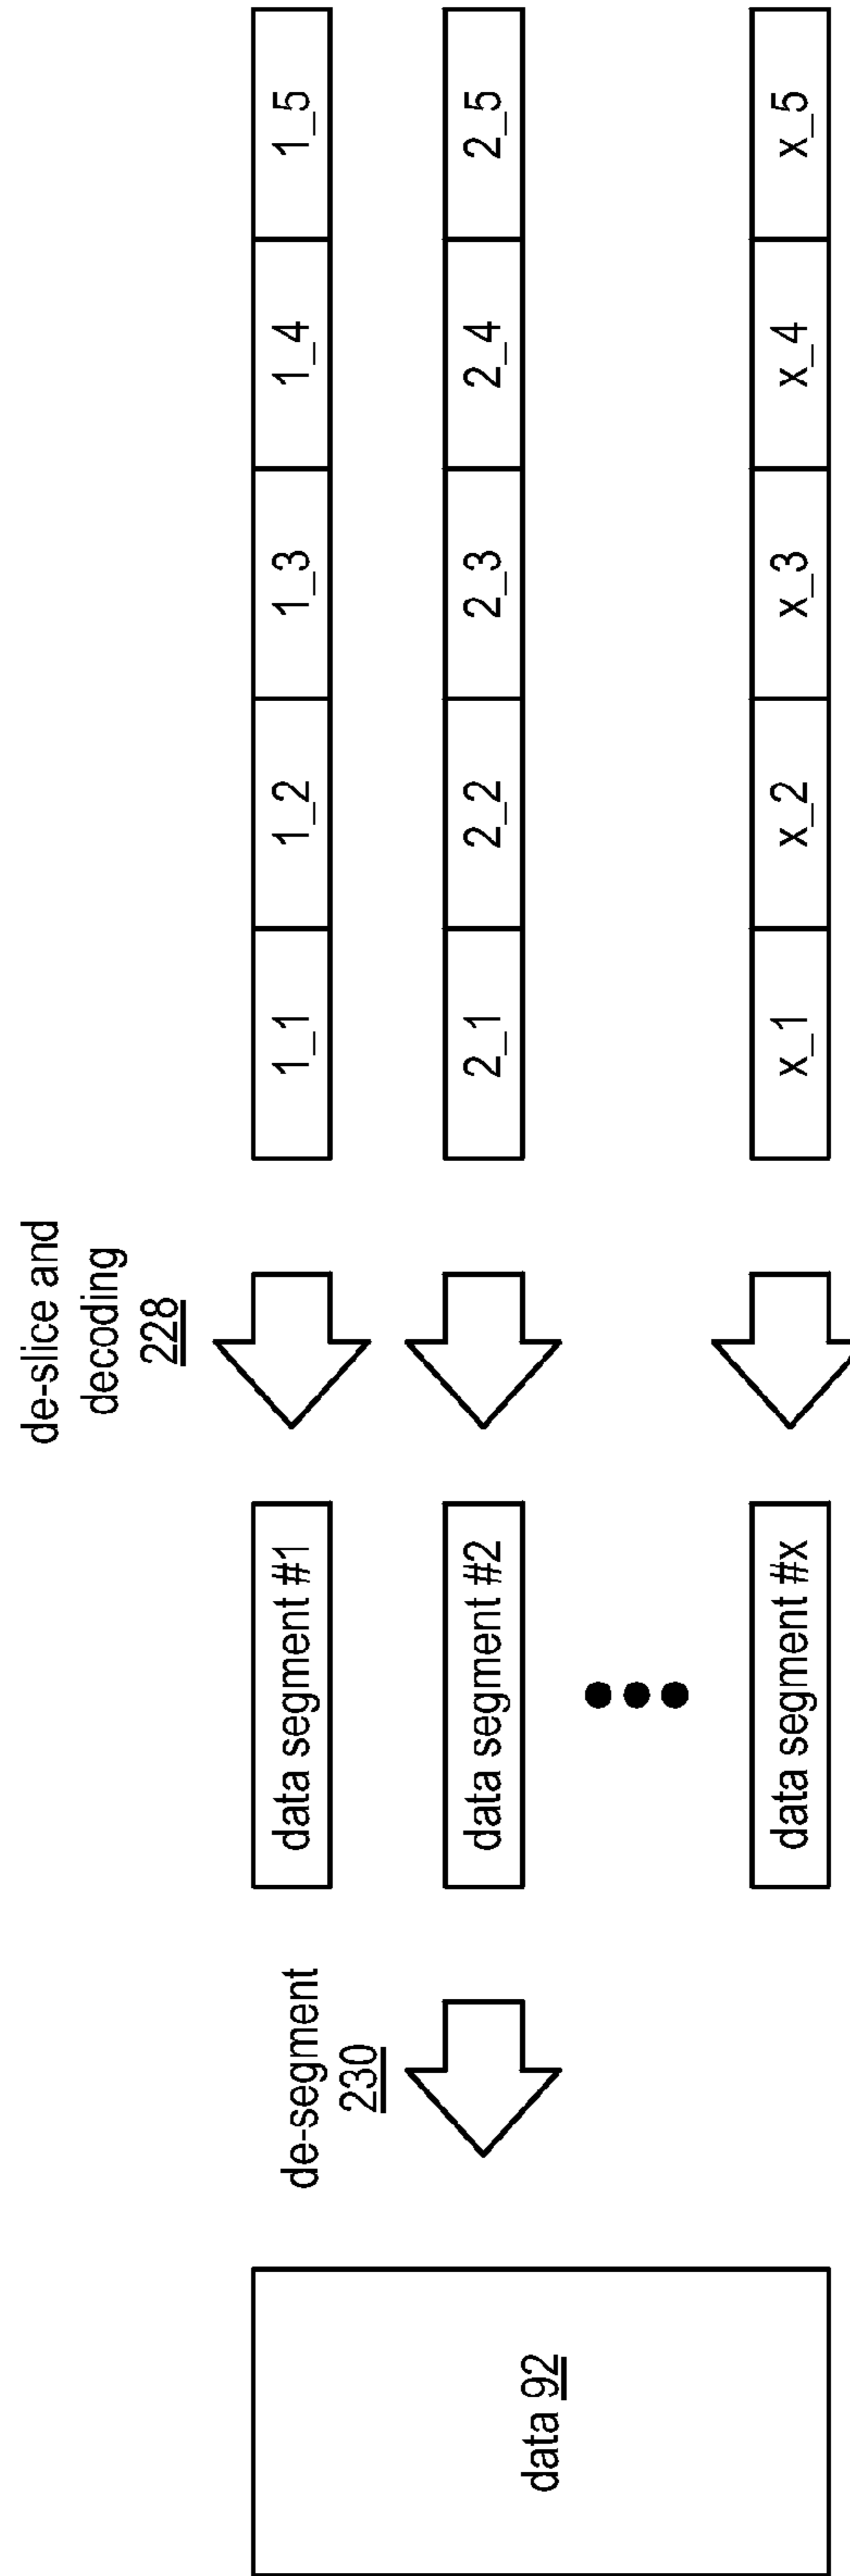 de-slice and
decoding
228
de-segment
230
data 92
data segment #1
1_1
1_2
1_3
1_4
1_5
data segment #2
2_1
2_2
2_3
2_4
2_5
data segment #x
x_1
x_2
x_3
x_4
x_5